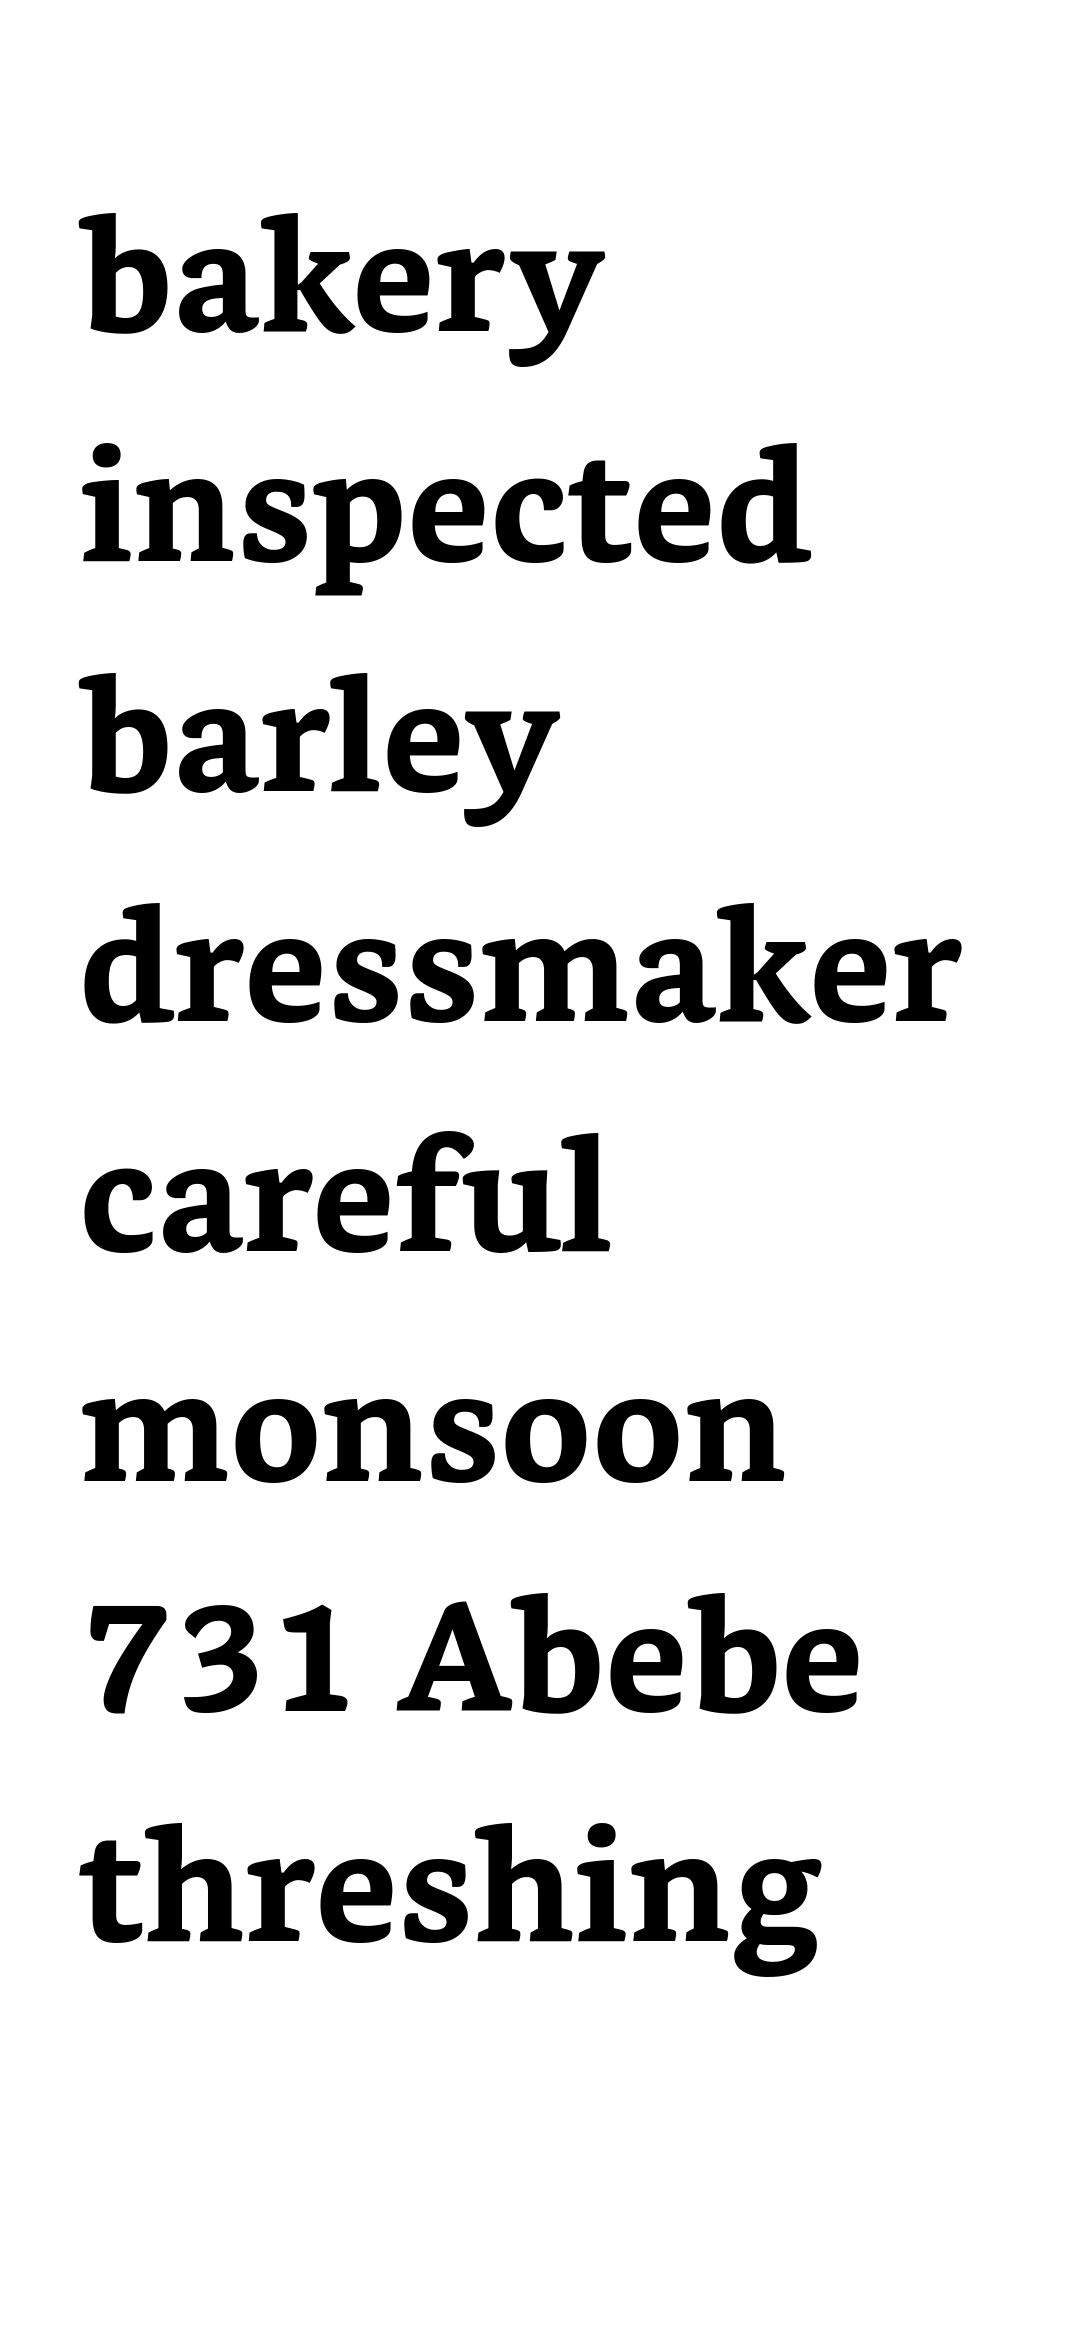 bakery
inspected
barley
dressmaker
careful
monsoon
731 Abebe
threshing